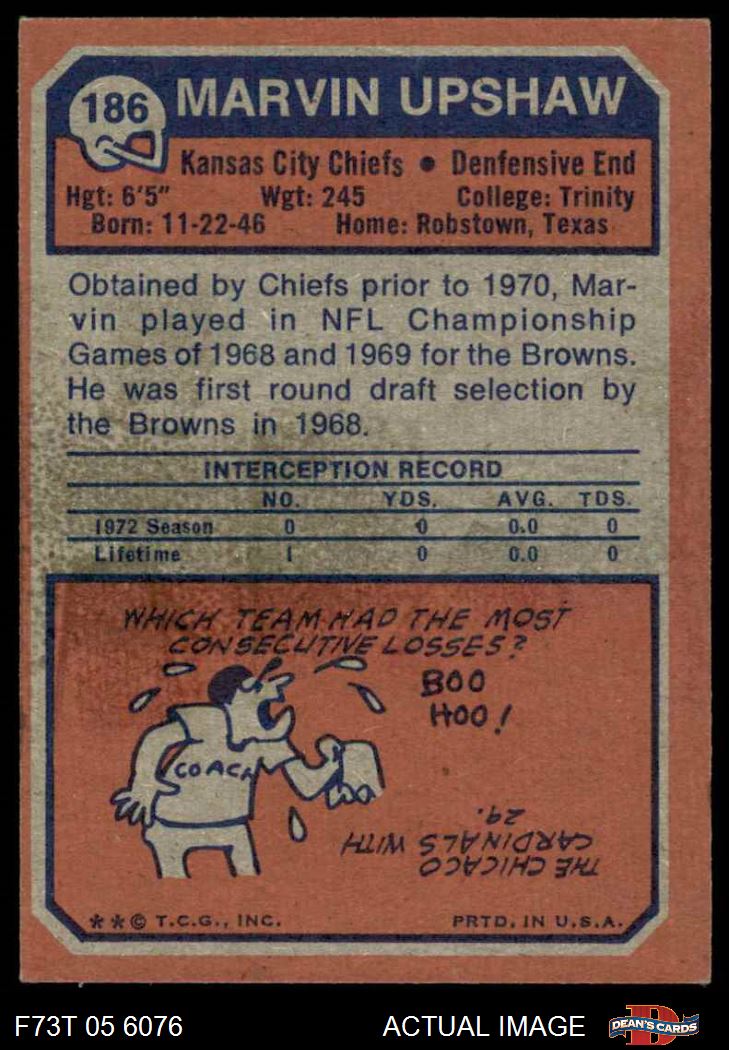 186 MARVIN UPSHAW
Kansas City Chiefs • Denfensive End
Hgt: 6'5" Wgt: 245 College: Trinity
Born: 11-22-46 Home: Robstown, Texas
Obtained by Chiefs prior to 1970, Mar-
vin played in NFL Championship
Games of 1968 and 1969 for the Browns.
He was first round draft selection by
the Browns in 1968.
INTERCEPTION RECORD
NO. YDS. AVG. TDS.
1972 Season 0 0 0.0 0
Lifetime 1 0 0.0 0
WHICH TEAM HAD THE MOST
CONSECUTIVE LOSSES?
BOO
HOO!
COACH
THE CHICAGO
CARDINALS WITH
29.
**© T.C.G., INC. PRTD. IN U.S.A.
F73T 05 6076 ACTUAL IMAGE DEAN'S CARDS